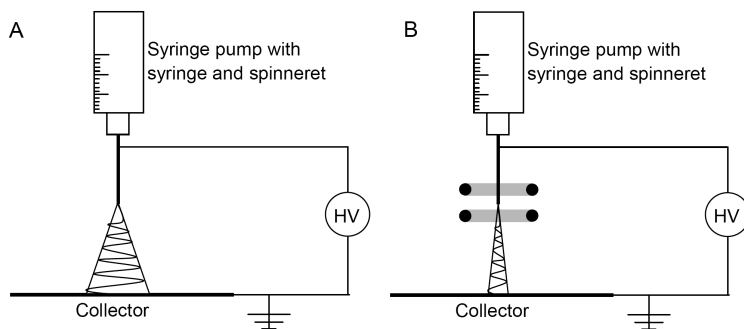 A
Syringe pump with
syringe and spinneret
HV
Collector
B
Syringe pump with
syringe and spinneret
HV
Collector